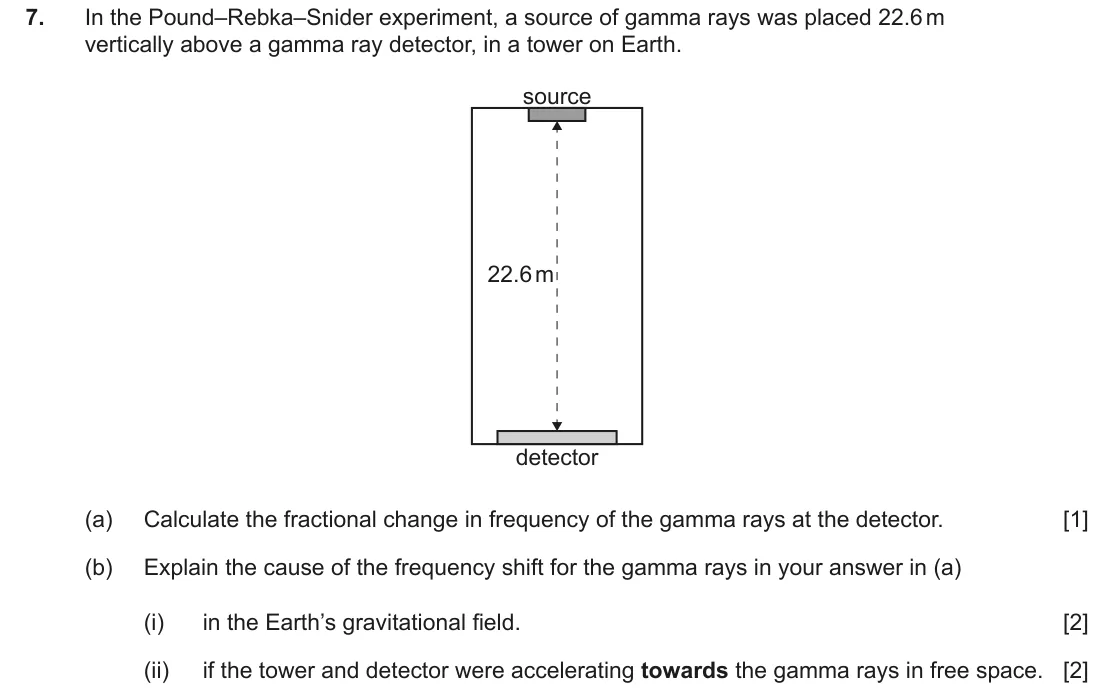 7. In the Pound–Rebka–Snider experiment, a source of gamma rays was placed 22.6 m
vertically above a gamma ray detector, in a tower on Earth.
source
22.6 m
detector
(a) Calculate the fractional change in frequency of the gamma rays at the detector. [1]
(b) Explain the cause of the frequency shift for the gamma rays in your answer in (a)
(i) in the Earth’s gravitational field. [2]
(ii) if the tower and detector were accelerating towards the gamma rays in free space. [2]